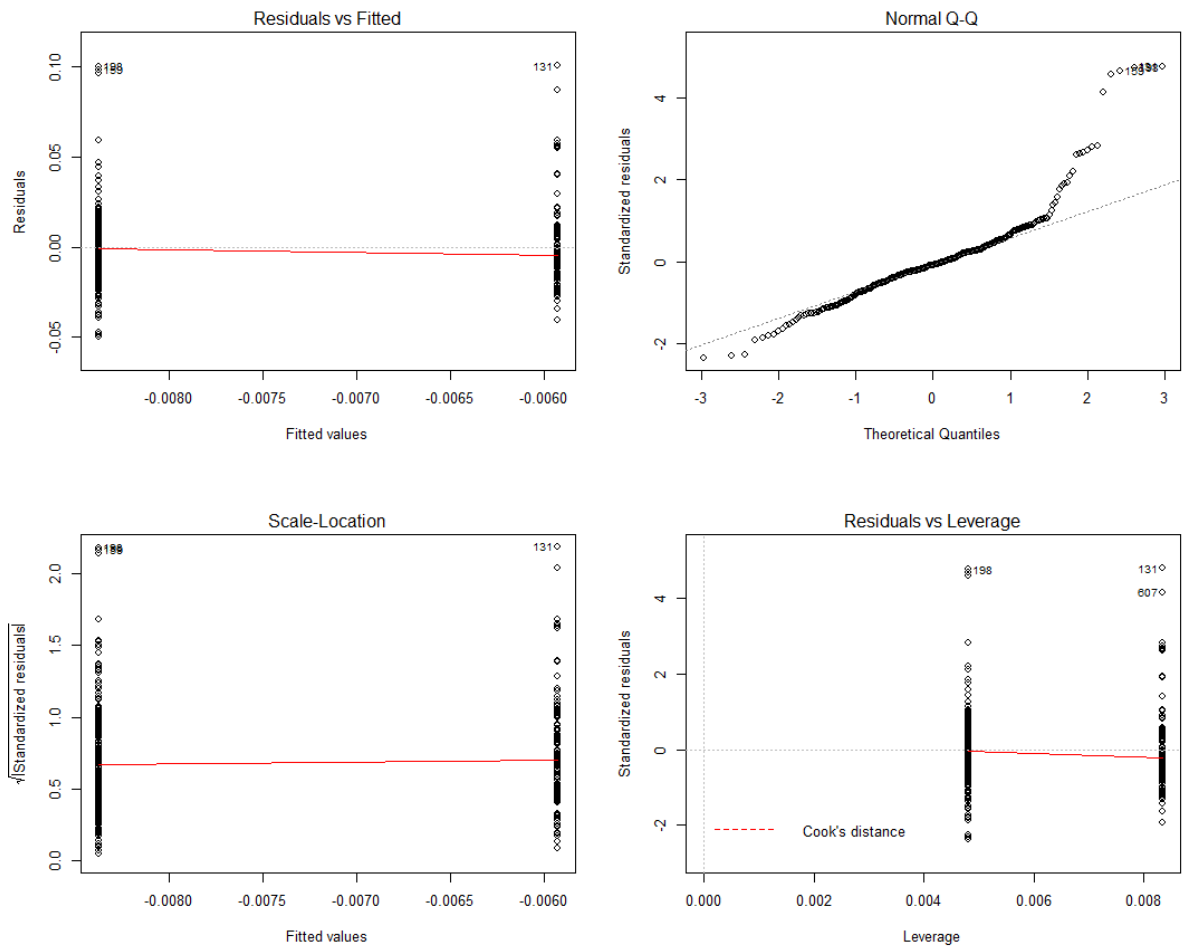 Residuals vs Fitted
Residuals
0.10
0.05
0.00
-0.05
198
131
-0.0080 -0.0075 -0.0070 -0.0065 -0.0060
Fitted values
Normal Q-Q
Standardized residuals
4
2
0
-2
-3 -2 -1 0 1 2 3
Theoretical Quantiles
Scale-Location
√|Standardized residuals|
2.0
1.5
1.0
0.5
0.0
131
-0.0080 -0.0075 -0.0070 -0.0065 -0.0060
Fitted values
Residuals vs Leverage
Standardized residuals
4
2
0
-2
198
131
607
Cook's distance
0.000 0.002 0.004 0.006 0.008
Leverage